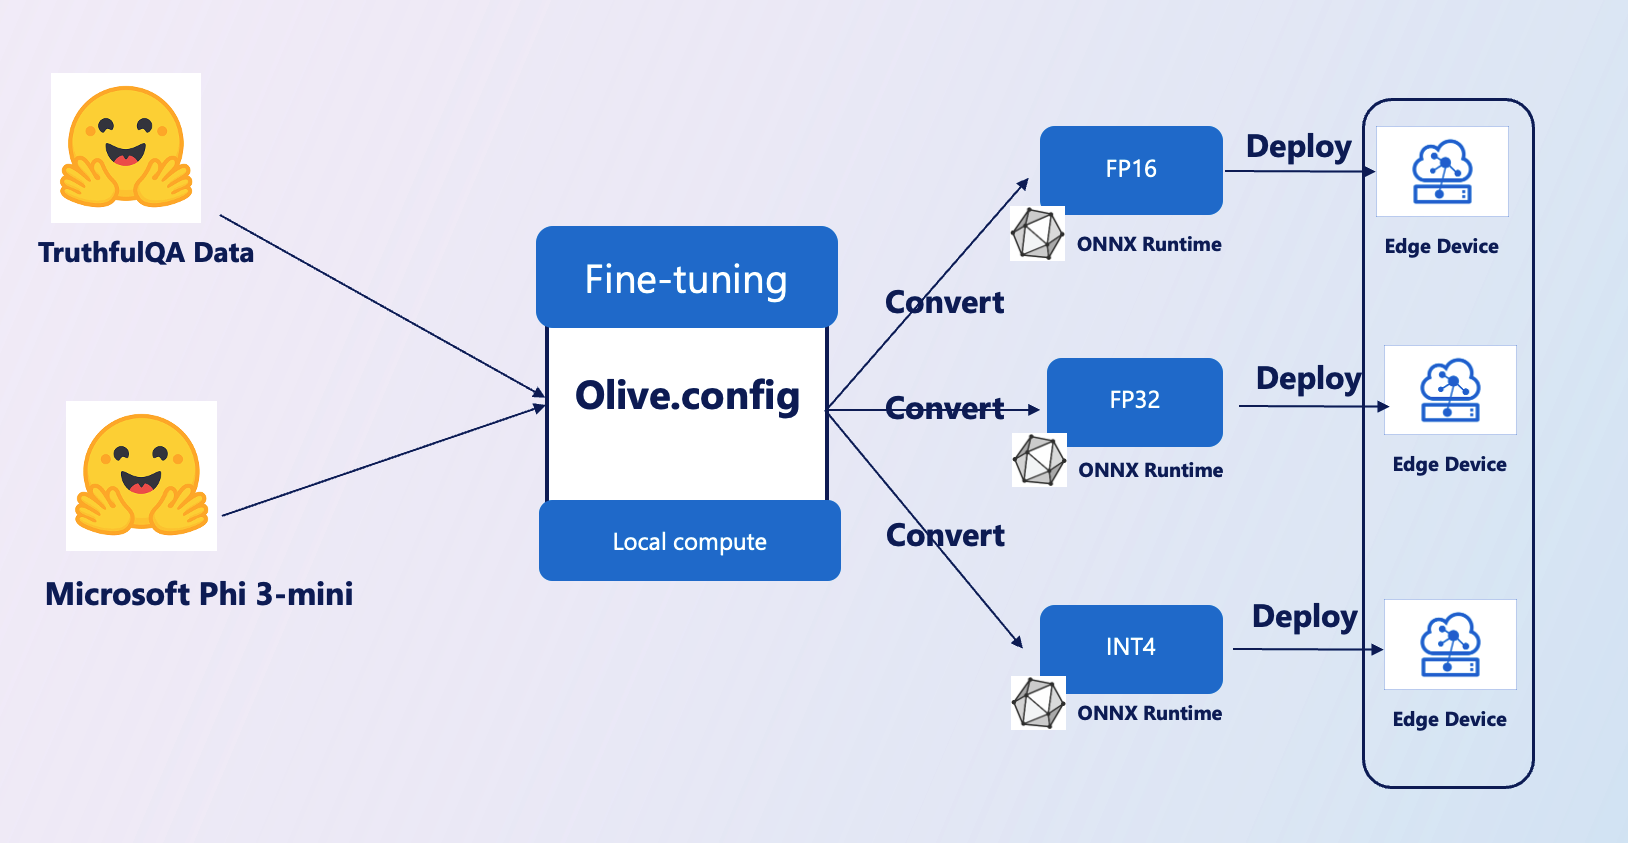 TruthfulQA Data
Microsoft Phi 3-mini
Fine-tuning
Olive.config
Local compute
Convert
Convert
Convert
FP16
ONNX Runtime
Deploy
Edge Device
FP32
ONNX Runtime
Deploy
Edge Device
INT4
ONNX Runtime
Deploy
Edge Device